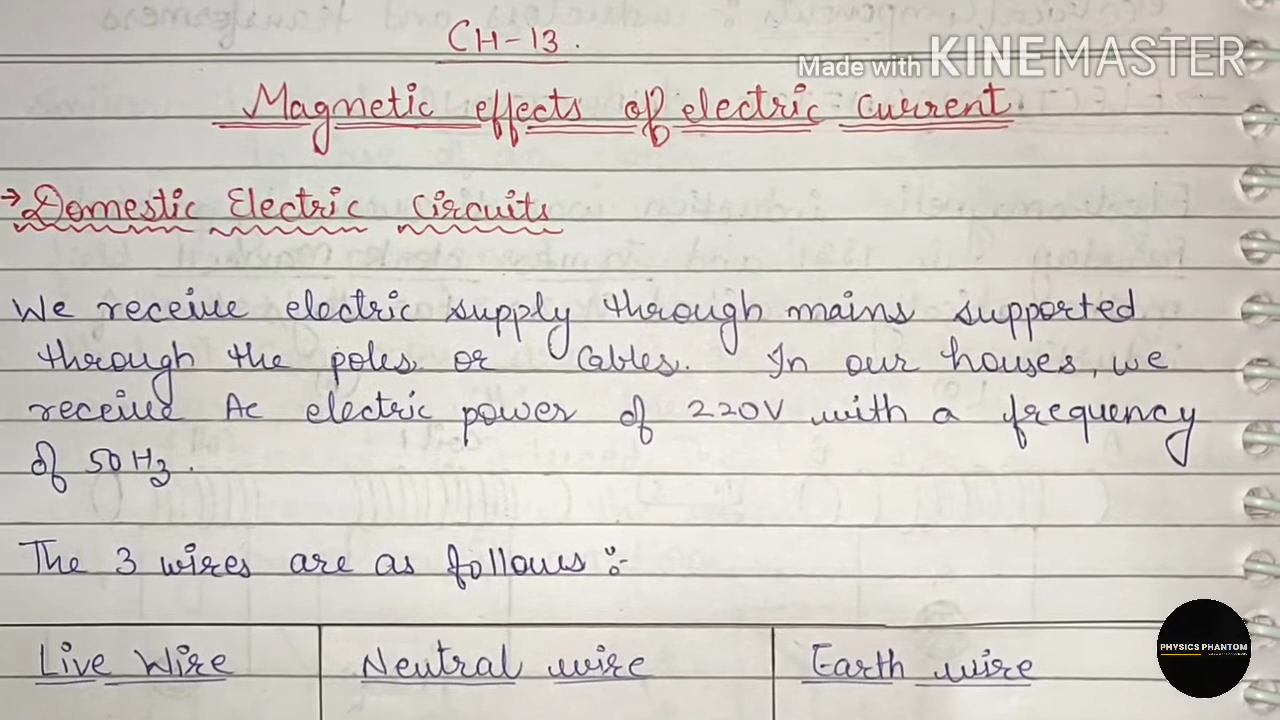 CH-13.
Made with KINEMASTER
Magnetic effects of electric current.
→Domestic Electric Circuits
We receive electric supply through mains supported
through the poles or cables. In our houses, we
receive Ac electric power of 220V with a frequency
of 50 Hz.
The 3 wires are as follows :-
Live Wire Neutral wire Earth wire
PHYSICS PHANTOM